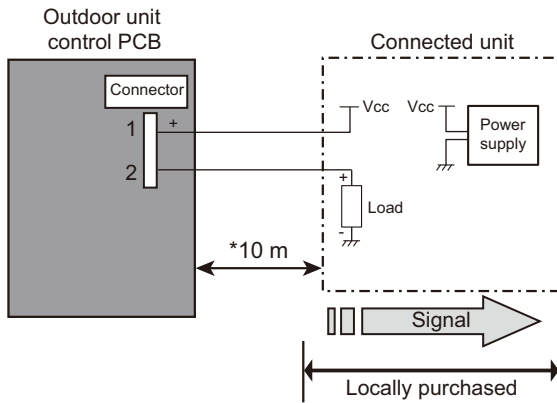 Outdoor unit
control PCB
Connected unit
Connector
1
+
2
Vcc
Vcc
Power
supply
+
Load
-
*10 m
Signal
Locally purchased